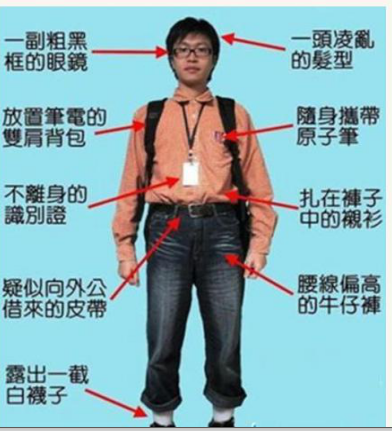 一副粗黑
框的眼鏡
一頭凌亂
的髮型
放置筆電的
雙肩背包
隨身攜帶
原子筆
不離身的
識別證
扎在褲子
中的襯衫
疑似向外公
借來的皮帶
腰線偏高
的牛仔褲
露出一截
白襪子